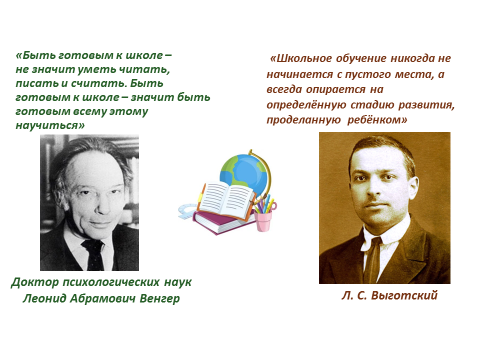 «Быть готовым к школе –
не значит уметь читать,
писать и считать. Быть
готовым к школе – значит быть
готовым всему этому
научиться»
Доктор психологических наук
Леонид Абрамович Венгер
«Школьное обучение никогда не
начинается с пустого места, а
всегда опирается на
определённую стадию развития,
проделанную ребёнком»
Л. С. Выготский